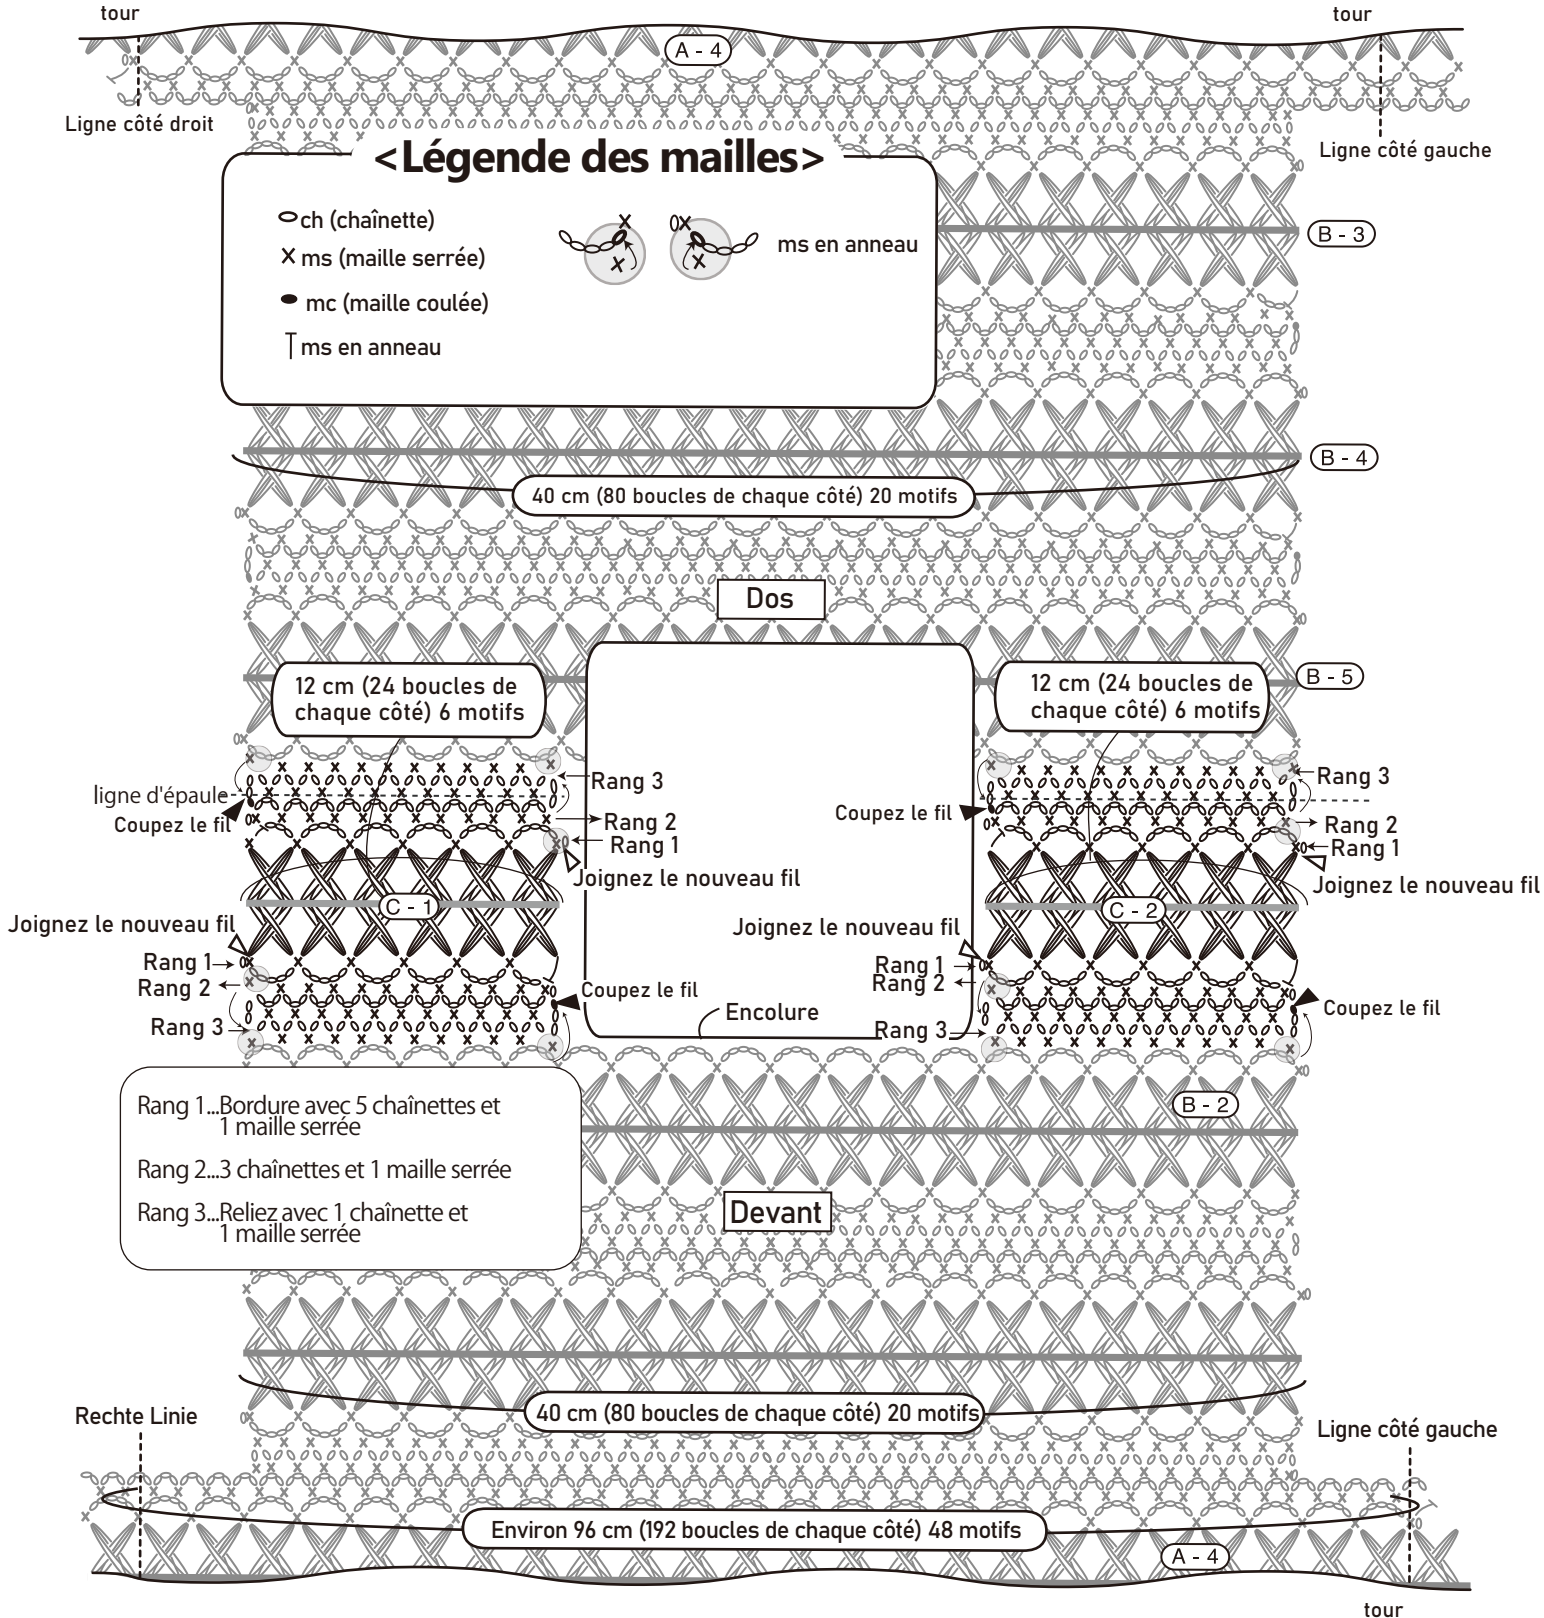 tour
tour
A - 4
Ligne côté droit
Ligne côté gauche
<Légende des mailles>
ch (chaînette)
ms (maille serrée)
mc (maille coulée)
ms en anneau
ms en anneau
B - 3
B - 4
40 cm (80 boucles de chaque côté) 20 motifs
Dos
12 cm (24 boucles de
chaque côté) 6 motifs
12 cm (24 boucles de
chaque côté) 6 motifs
B - 5
ligne d'épaule
Coupez le fil
Rang 3
Rang 2
Rang 1
Joignez le nouveau fil
Coupez le fil
Rang 3
Rang 2
Rang 1
Joignez le nouveau fil
C - 1
C - 2
Joignez le nouveau fil
Rang 1
Rang 2
Rang 3
Coupez le fil
Joignez le nouveau fil
Rang 1
Rang 2
Rang 3
Coupez le fil
Encolure
B - 2
Rang 1...Bordure avec 5 chaînettes et
1 maille serrée
Rang 2...3 chaînettes et 1 maille serrée
Rang 3...Reliez avec 1 chaînette et
1 maille serrée
Devant
40 cm (80 boucles de chaque côté) 20 motifs
Rechte Linie
Ligne côté gauche
Environ 96 cm (192 boucles de chaque côté) 48 motifs
A - 4
tour